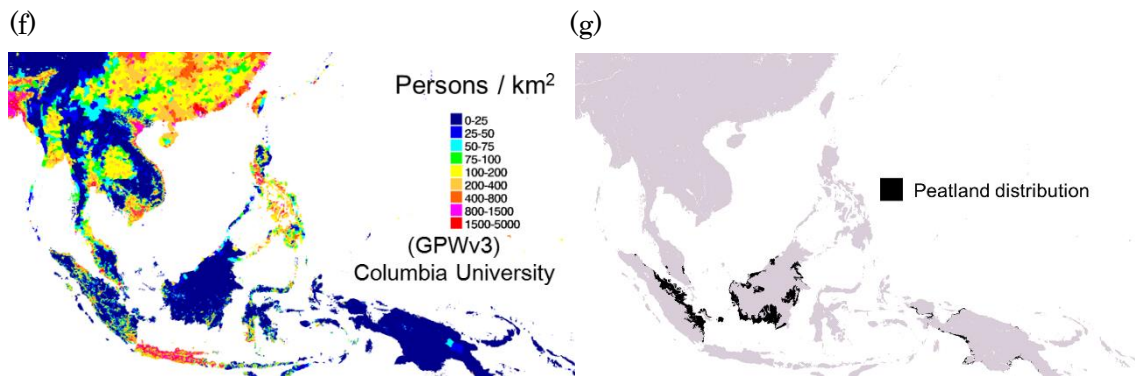 (f)
Persons / km²
0-25
25-50
50-75
75-100
100-200
200-400
400-800
800-1500
1500-5000
(GPWv3)
Columbia University
(g)
Peatland distribution